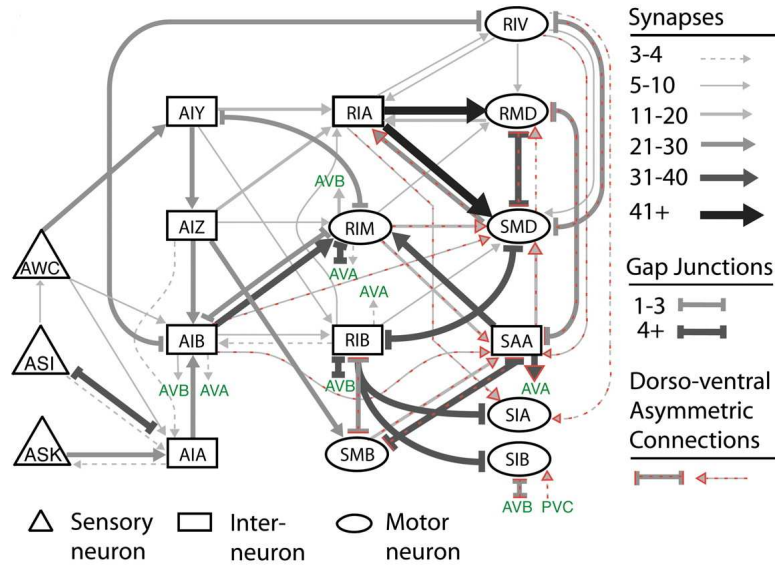 RIV
AIY
RIA
RMD
AVB
AIZ
RIM
SMD
AWC
AVA
AVA
AIB
RIB
SAA
ASI
AVB
AVA
AVB
AVA
SIA
ASK
AIA
SMB
SIB
AVB
PVC
Sensory
neuron
Inter-
neuron
Motor
neuron
Synapses
3-4
5-10
11-20
21-30
31-40
41+
Gap Junctions
1-3
4+
Dorso-ventral
Asymmetric
Connections